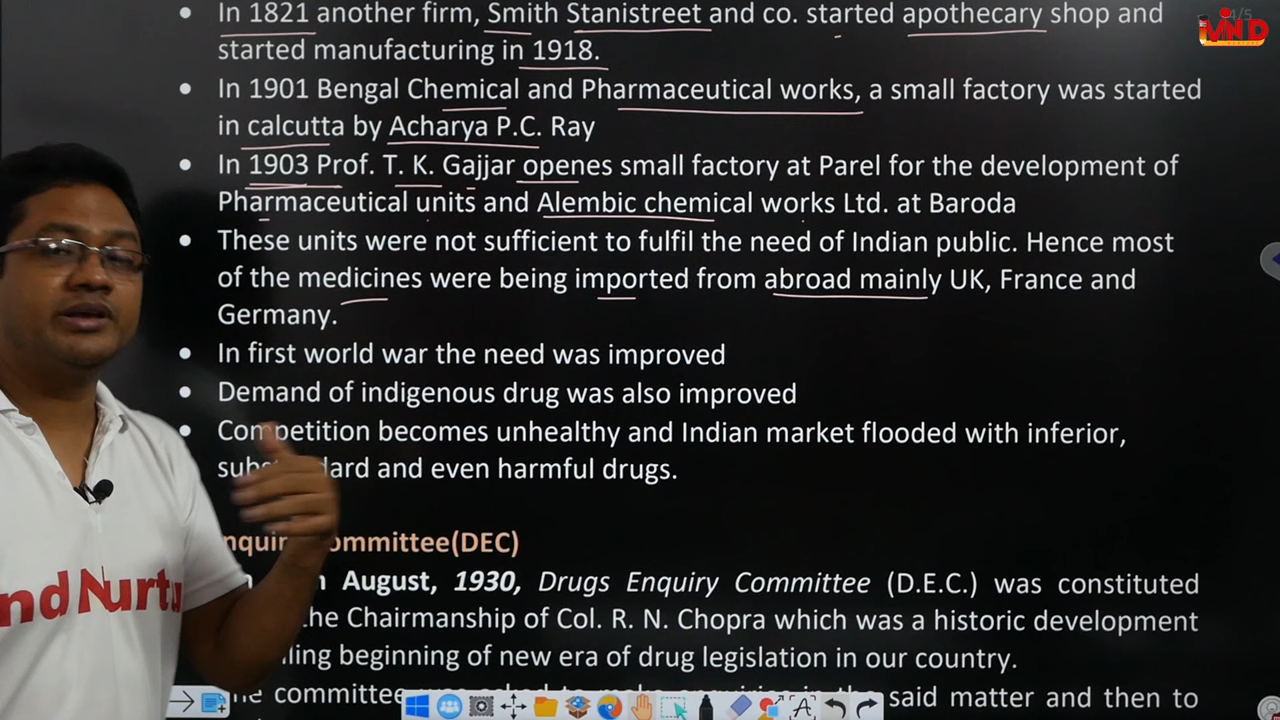 In 1821 another firm, Smith Stanistreet and co. started apothecary shop and
started manufacturing in 1918.
In 1901 Bengal Chemical and Pharmaceutical works, a small factory was started
in calcutta by Acharya P.C. Ray
In 1903 Prof. T. K. Gajjar openes small factory at Parel for the development of
Pharmaceutical units and Alembic chemical works Ltd. at Baroda
These units were not sufficient to fulfil the need of Indian public. Hence most
of the medicines were being imported from abroad mainly UK, France and
Germany.
In first world war the need was improved
Demand of indigenous drug was also improved
Competition becomes unhealthy and Indian market flooded with inferior,
and even harmful drugs.
(DEC)
August, 1930, Drugs Enquiry Committee (D.E.C.) was constituted
the Chairmanship of Col. R. N. Chopra which was a historic development
beginning of new era of drug legislation in our country.
committee said matter and then to
MIND
nd Nurtu